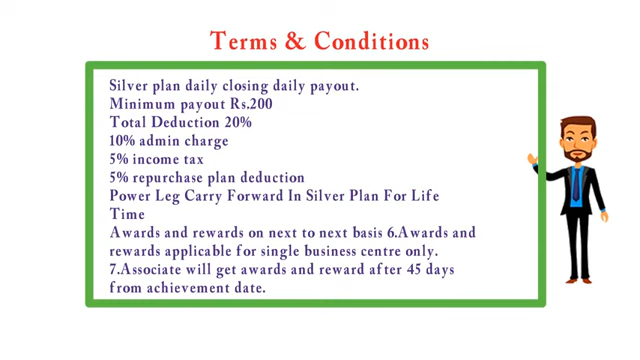 Terms & Conditions
Silver plan daily closing daily payout.
Minimum payout Rs.200
Total Deduction 20%
10% admin charge
5% income tax
5% repurchase plan deduction
Power Leg Carry Forward In Silver Plan For Life
Time
Awards and rewards on next to next basis 6.Awards and
rewards applicable for single business centre only.
7.Associate will get awards and reward after 45 days
from achievement date.